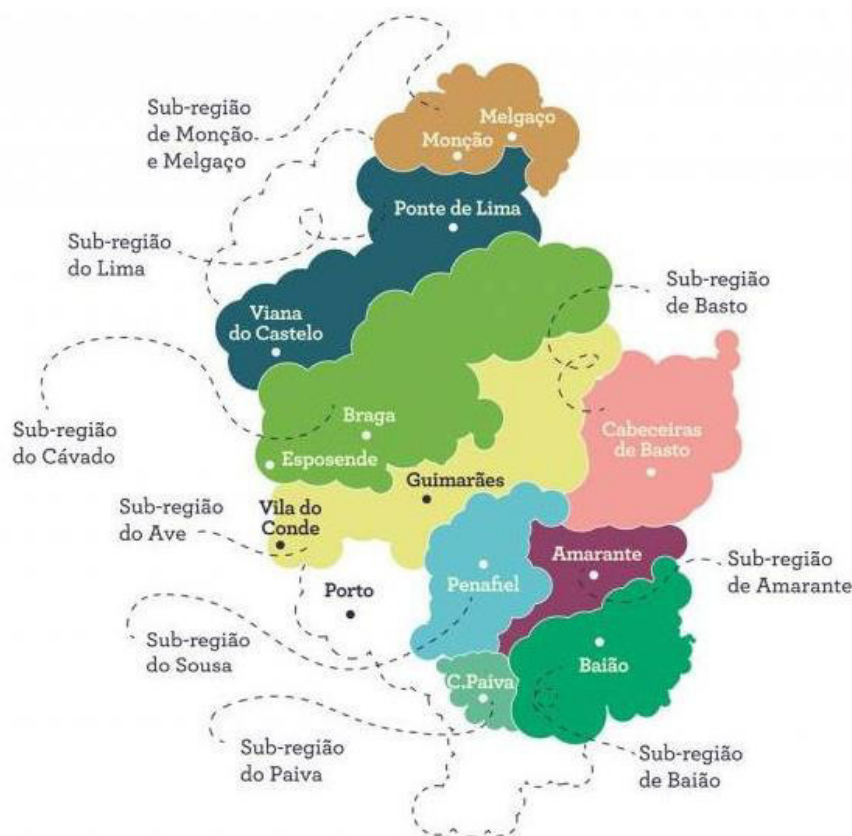 Sub-região
de Monção
e Melgaço
Melgaço
Monção
Ponte de Lima
Sub-região
do Lima
Sub-região
de Basto
Viana
do Castelo
Braga
Esposende
Sub-região
do Cávado
Cabeceiras
de Basto
Guimarães
Vila do
Conde
Sub-região
do Ave
Amarante
Sub-região
de Amarante
Penafiel
Porto
Sub-região
do Sousa
Baião
C.Paiva
Sub-região
do Paiva
Sub-região
de Baião